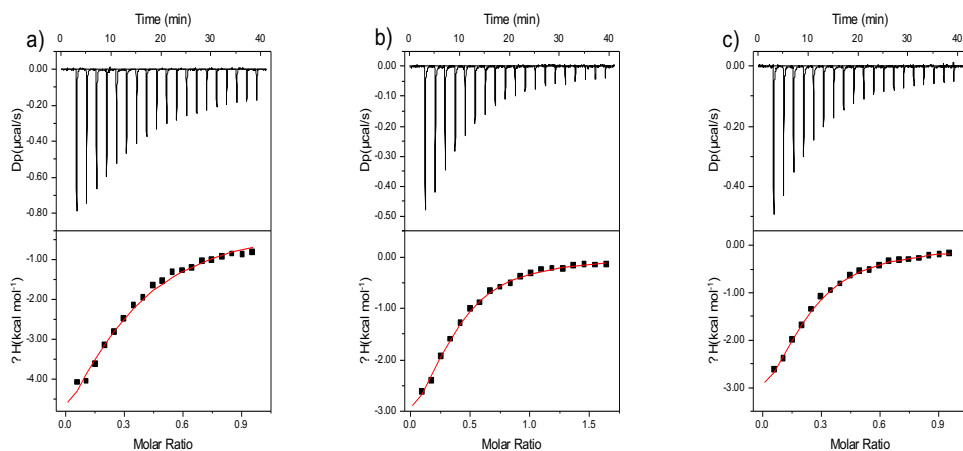 a)
Time (min)
0 10 20 30 40
0.00
-0.20
-0.40
-0.60
-0.80
Dp(µcal/s)
-1.00
-2.00
-3.00
-4.00
? H(kcal mol⁻¹)
0.0 0.3 0.6 0.9
Molar Ratio
b)
Time (min)
0 10 20 30 40
0.00
-0.10
-0.20
-0.30
-0.40
-0.50
Dp(µcal/s)
0.00
-1.00
-2.00
-3.00
? H(kcal mol⁻¹)
0.0 0.5 1.0 1.5
Molar Ratio
c)
Time (min)
0 10 20 30 40
0.00
-0.20
-0.40
Dp(µcal/s)
0.00
-1.00
-2.00
-3.00
? H(kcal mol⁻¹)
0.0 0.3 0.6 0.9
Molar Ratio